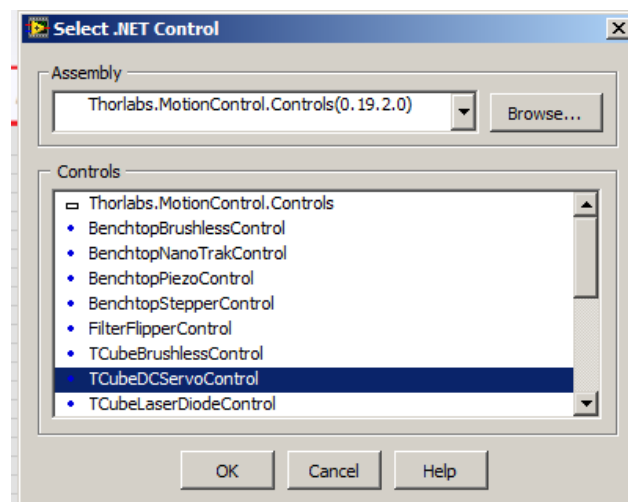 Select .NET Control
Assembly
Thorlabs.MotionControl.Controls(0.19.2.0)
Browse...
Controls
Thorlabs.MotionControl.Controls
BenchtopBrushlessControl
BenchtopNanoTrakControl
BenchtopPiezoControl
BenchtopStepperControl
FilterFlipperControl
TCubeBrushlessControl
TCubeDCServoControl
TCubeLaserDiodeControl
OK Cancel Help